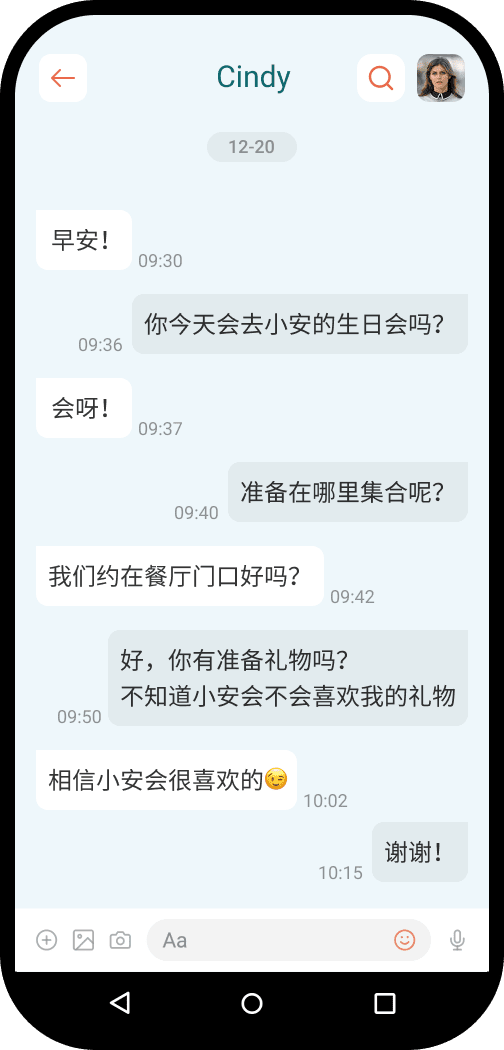 Cindy
12-20
早安！
09:30
你今天会去小安的生日会吗？
09:36
会呀！
09:37
准备在哪里集合呢？
09:40
我们约在餐厅门口好吗？
09:42
好，你有准备礼物吗？
不知道小安会不会喜欢我的礼物
09:50
相信小安会很喜欢的😉
10:02
谢谢！
10:15
Aa